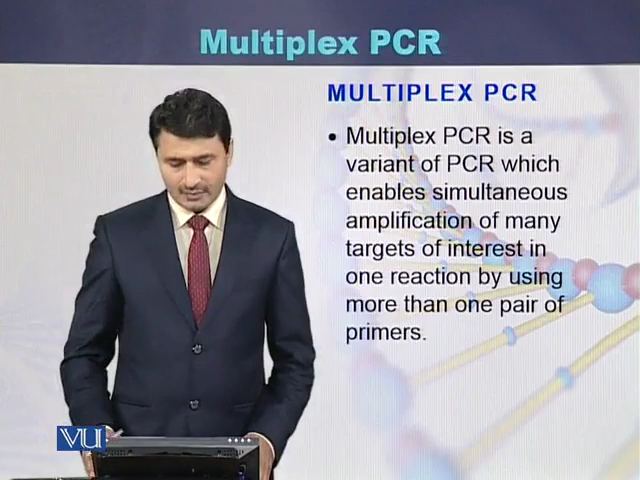 Multiplex PCR
MULTIPLEX PCR
• Multiplex PCR is a
variant of PCR which
enables simultaneous
amplification of many
targets of interest in
one reaction by using
more than one pair of
primers.
VU